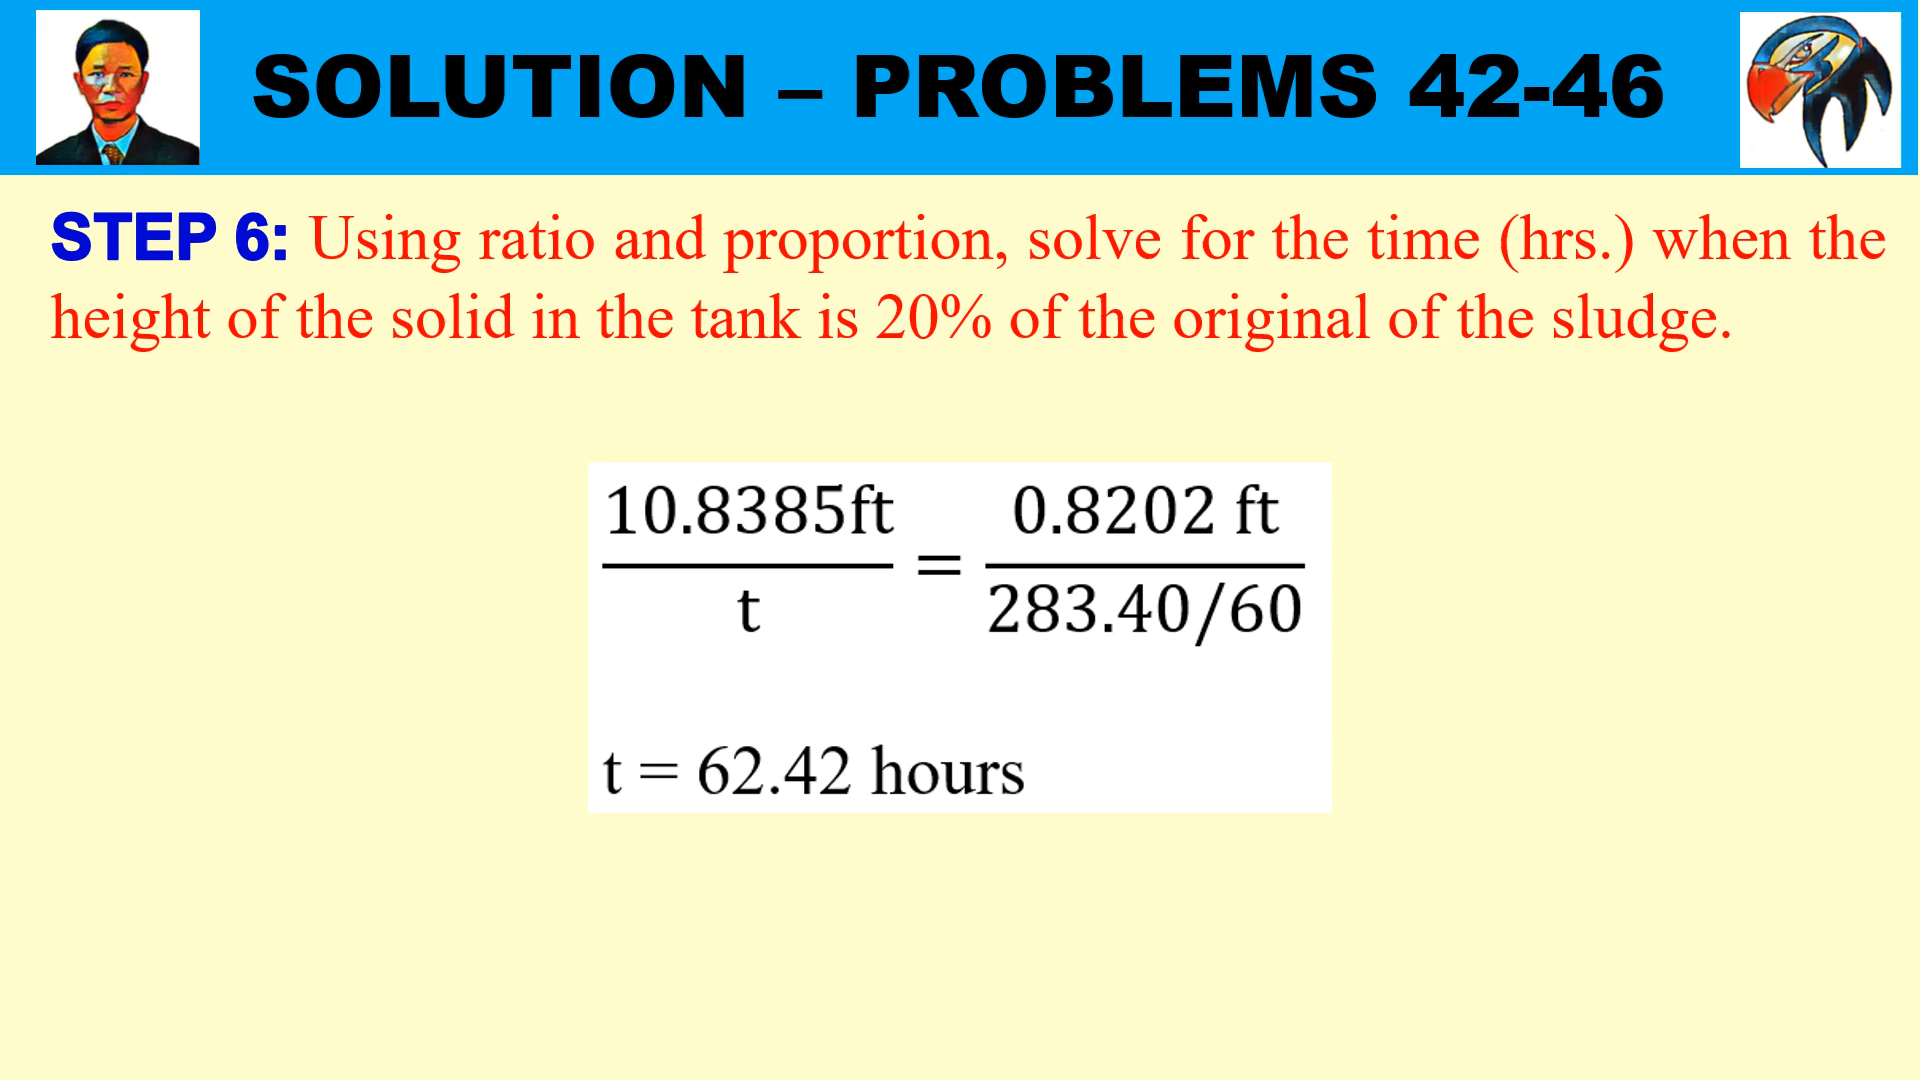 SOLUTION – PROBLEMS 42-46
STEP 6: Using ratio and proportion, solve for the time (hrs.) when the
height of the solid in the tank is 20% of the original of the sludge.
10.8385ft / t = 0.8202 ft / 283.40/60
t = 62.42 hours